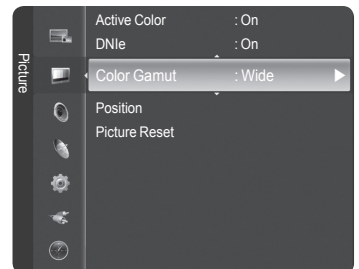 Picture
Active Color : On
DNIe : On
Color Gamut : Wide
Position
Picture Reset